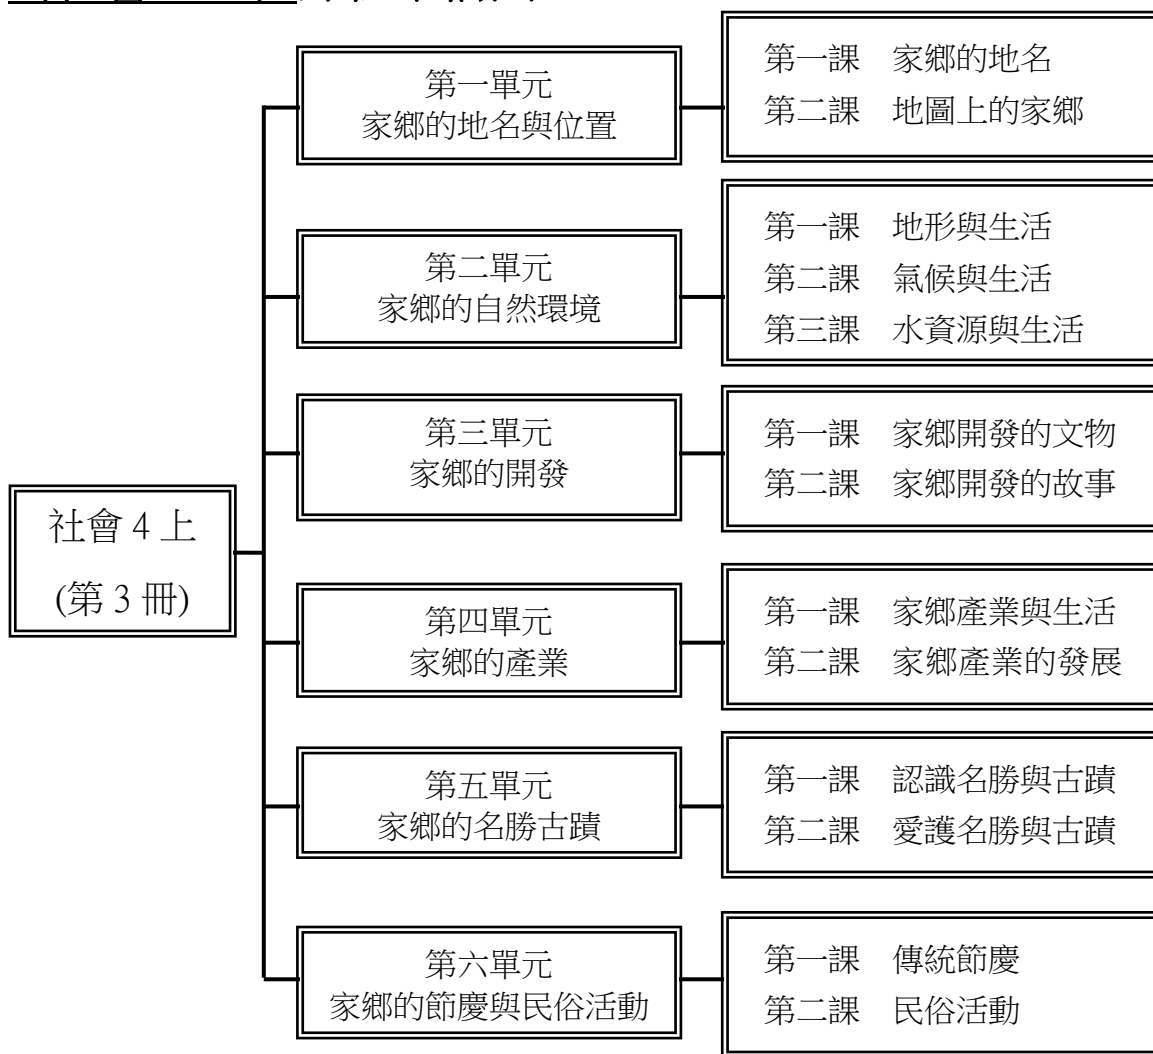 社會 4 上
(第 3 冊)
第一單元
家鄉的地名與位置
第一課 家鄉的地名
第二課 地圖上的家鄉
第二單元
家鄉的自然環境
第一課 地形與生活
第二課 氣候與生活
第三課 水資源與生活
第三單元
家鄉的開發
第一課 家鄉開發的文物
第二課 家鄉開發的故事
第四單元
家鄉的產業
第一課 家鄉產業與生活
第二課 家鄉產業的發展
第五單元
家鄉的名勝古蹟
第一課 認識名勝與古蹟
第二課 愛護名勝與古蹟
第六單元
家鄉的節慶與民俗活動
第一課 傳統節慶
第二課 民俗活動